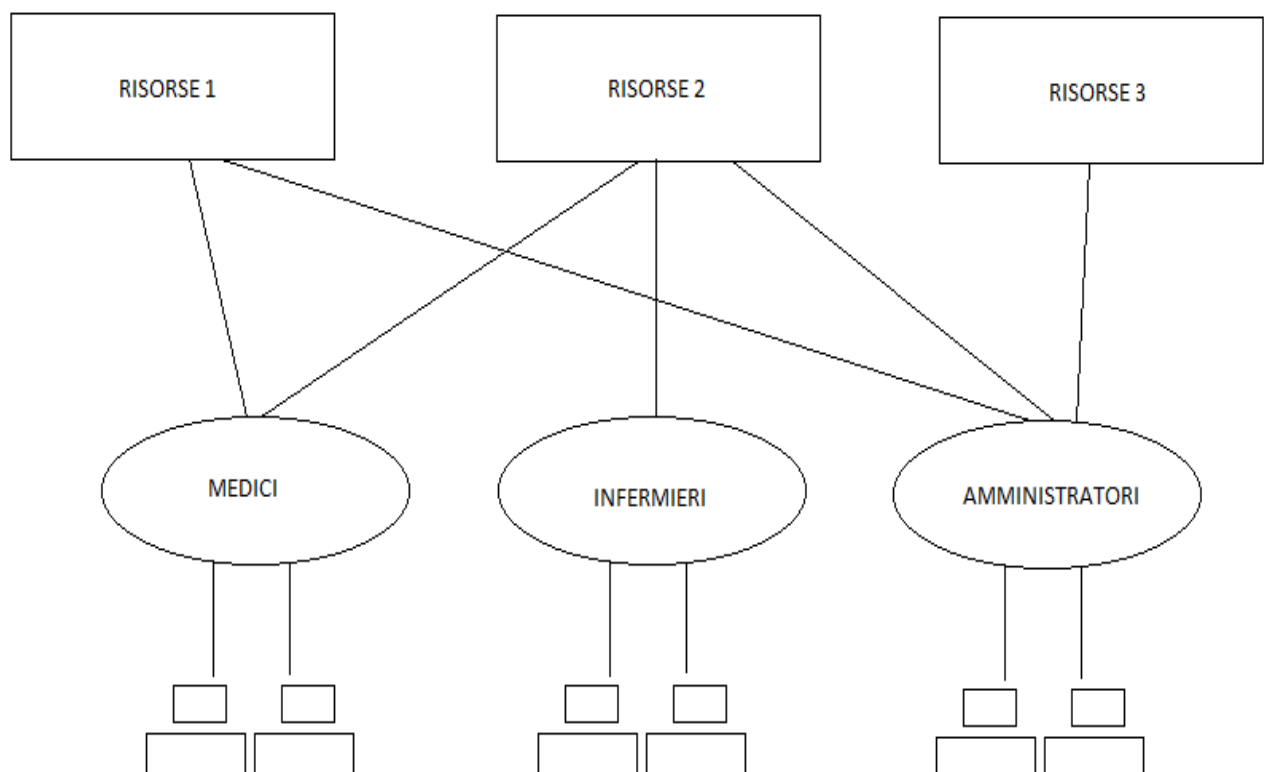 RISORSE 1
RISORSE 2
RISORSE 3
MEDICI
INFERMIERI
AMMINISTRATORI